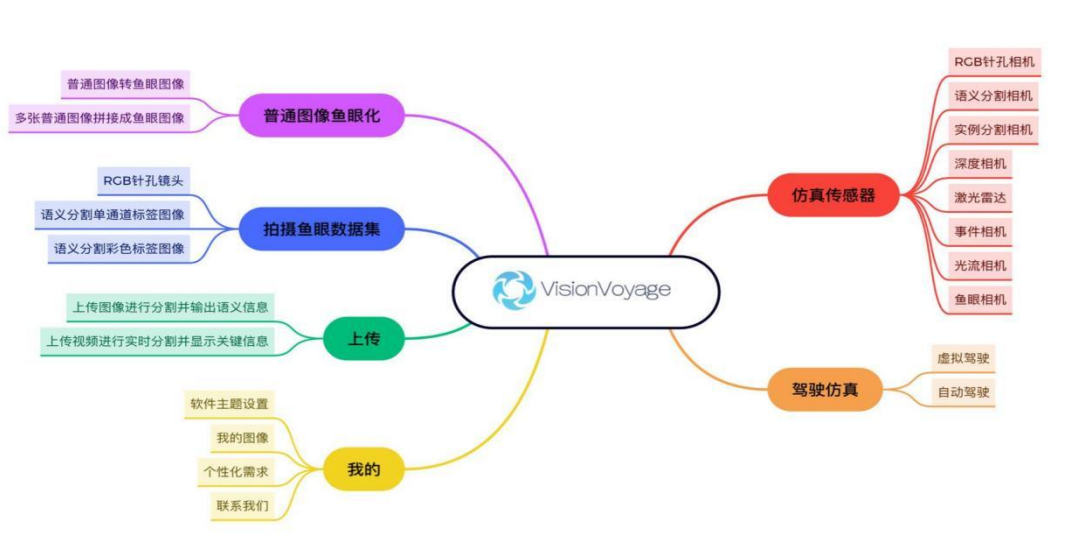 VisionVoyage
普通图像鱼眼化
普通图像转鱼眼图像
多张普通图像拼接成鱼眼图像
拍摄鱼眼数据集
RGB针孔镜头
语义分割单通道标签图像
语义分割彩色标签图像
上传
上传图像进行分割并输出语义信息
上传视频进行实时分割并显示关键信息
我的
软件主题设置
我的图像
个性化需求
联系我们
仿真传感器
RGB针孔相机
语义分割相机
实例分割相机
深度相机
激光雷达
事件相机
光流相机
鱼眼相机
驾驶仿真
虚拟驾驶
自动驾驶